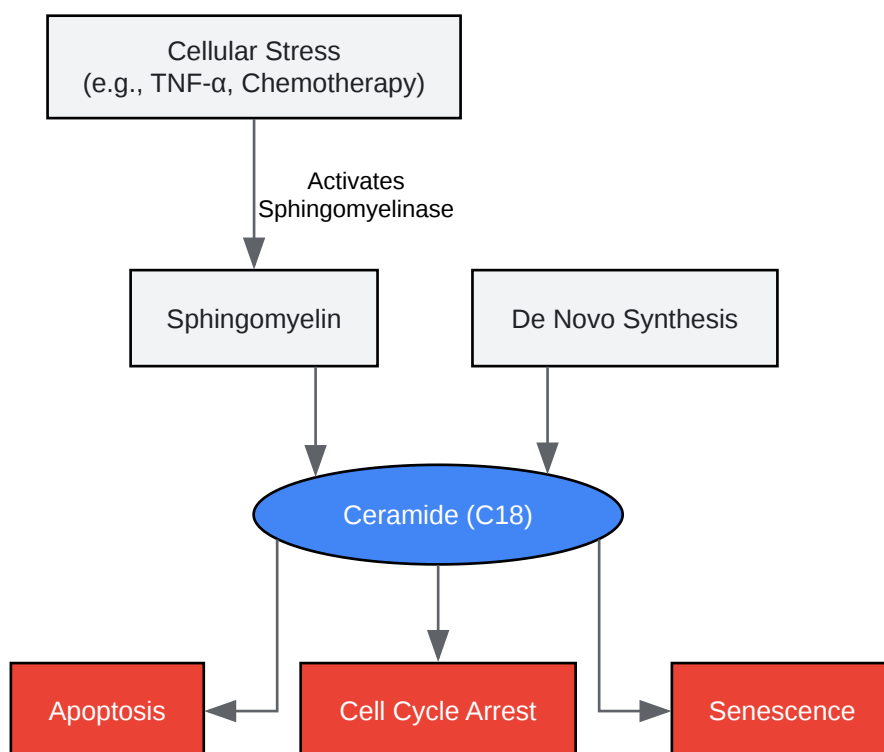 Cellular Stress
(e.g., TNF-α, Chemotherapy)
Activates
Sphingomyelinase
Sphingomyelin
De Novo Synthesis
Ceramide (C18)
Apoptosis
Cell Cycle Arrest
Senescence